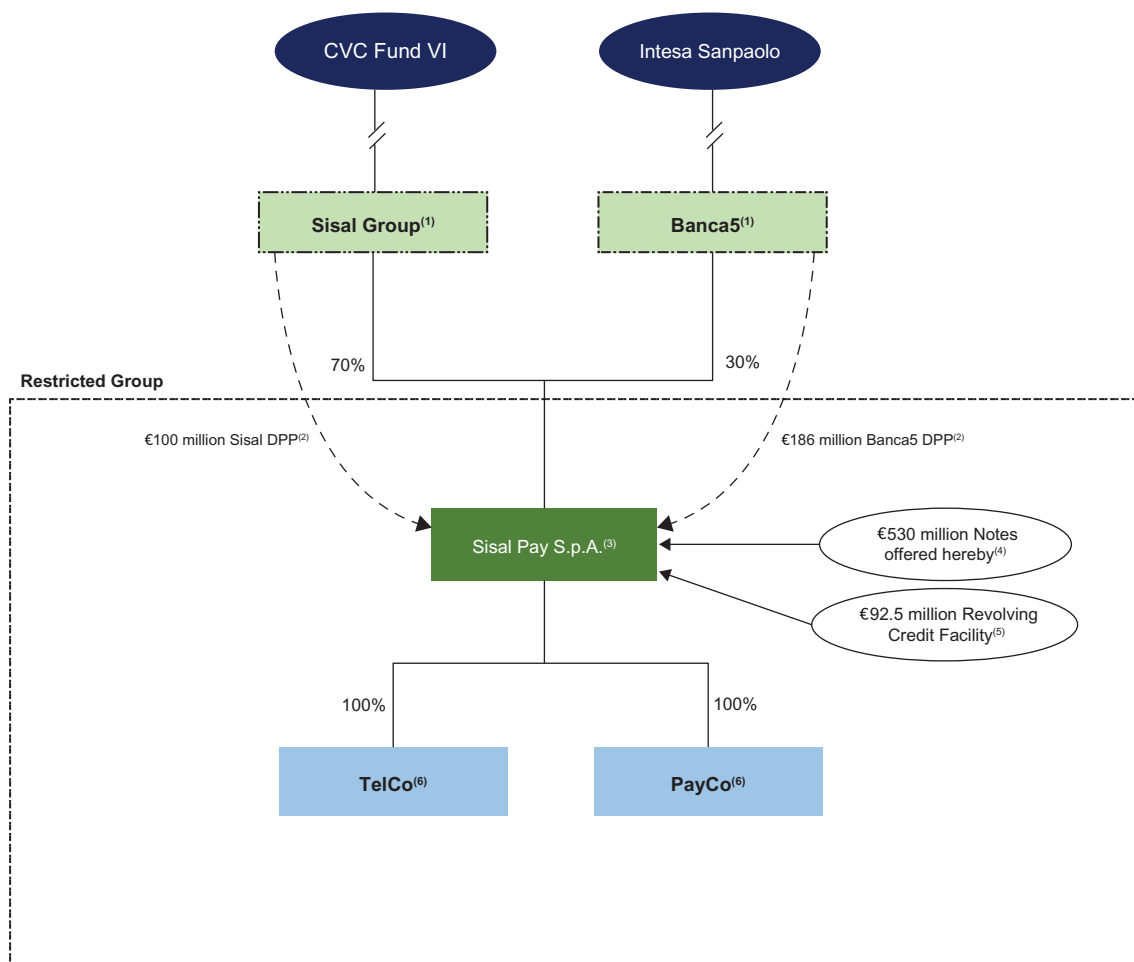 CVC Fund VI
Intesa Sanpaolo
Sisal Group(1)
Banca5(1)
70%
30%
Restricted Group
€100 million Sisal DPP(2)
€186 million Banca5 DPP(2)
Sisal Pay S.p.A.(3)
€530 million Notes
offered hereby(4)
€92.5 million Revolving
Credit Facility(5)
100%
100%
TelCo(6)
PayCo(6)